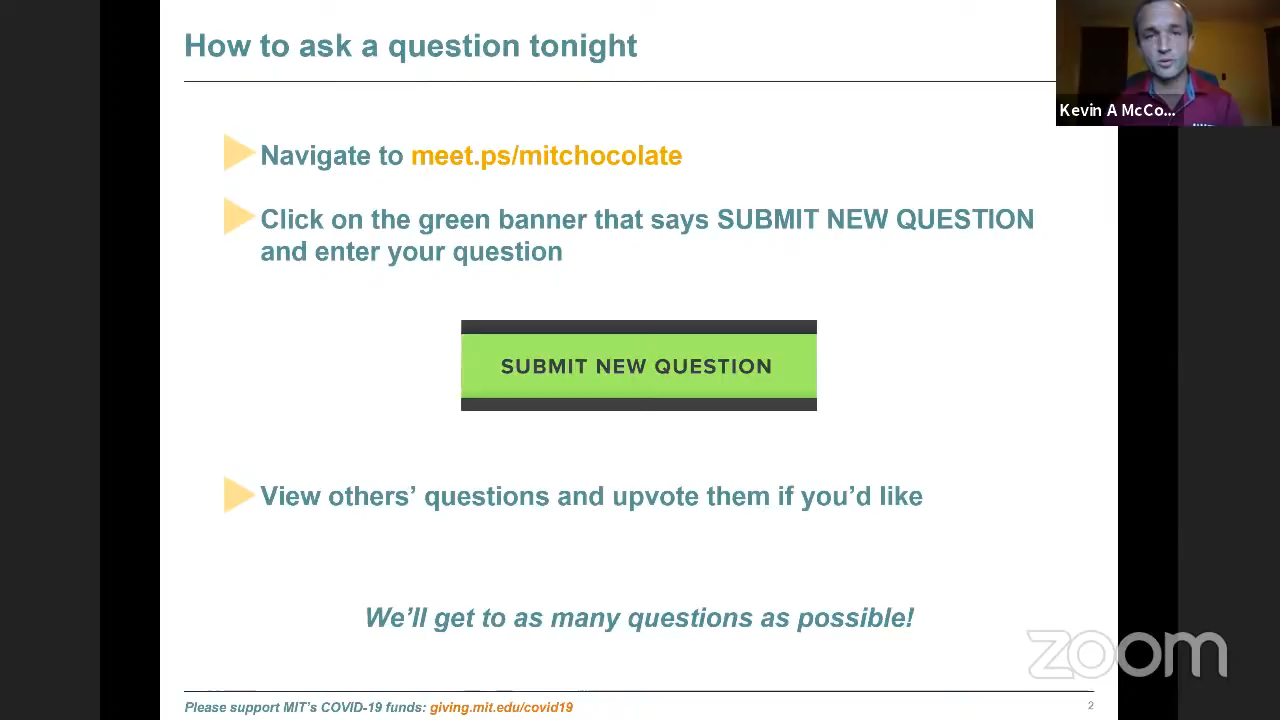 How to ask a question tonight
Kevin A McCo...
Navigate to meet.ps/mitchocolate
Click on the green banner that says SUBMIT NEW QUESTION
and enter your question
SUBMIT NEW QUESTION
View others’ questions and upvote them if you’d like
We’ll get to as many questions as possible!
zoom
Please support MIT’s COVID-19 funds: giving.mit.edu/covid19
2